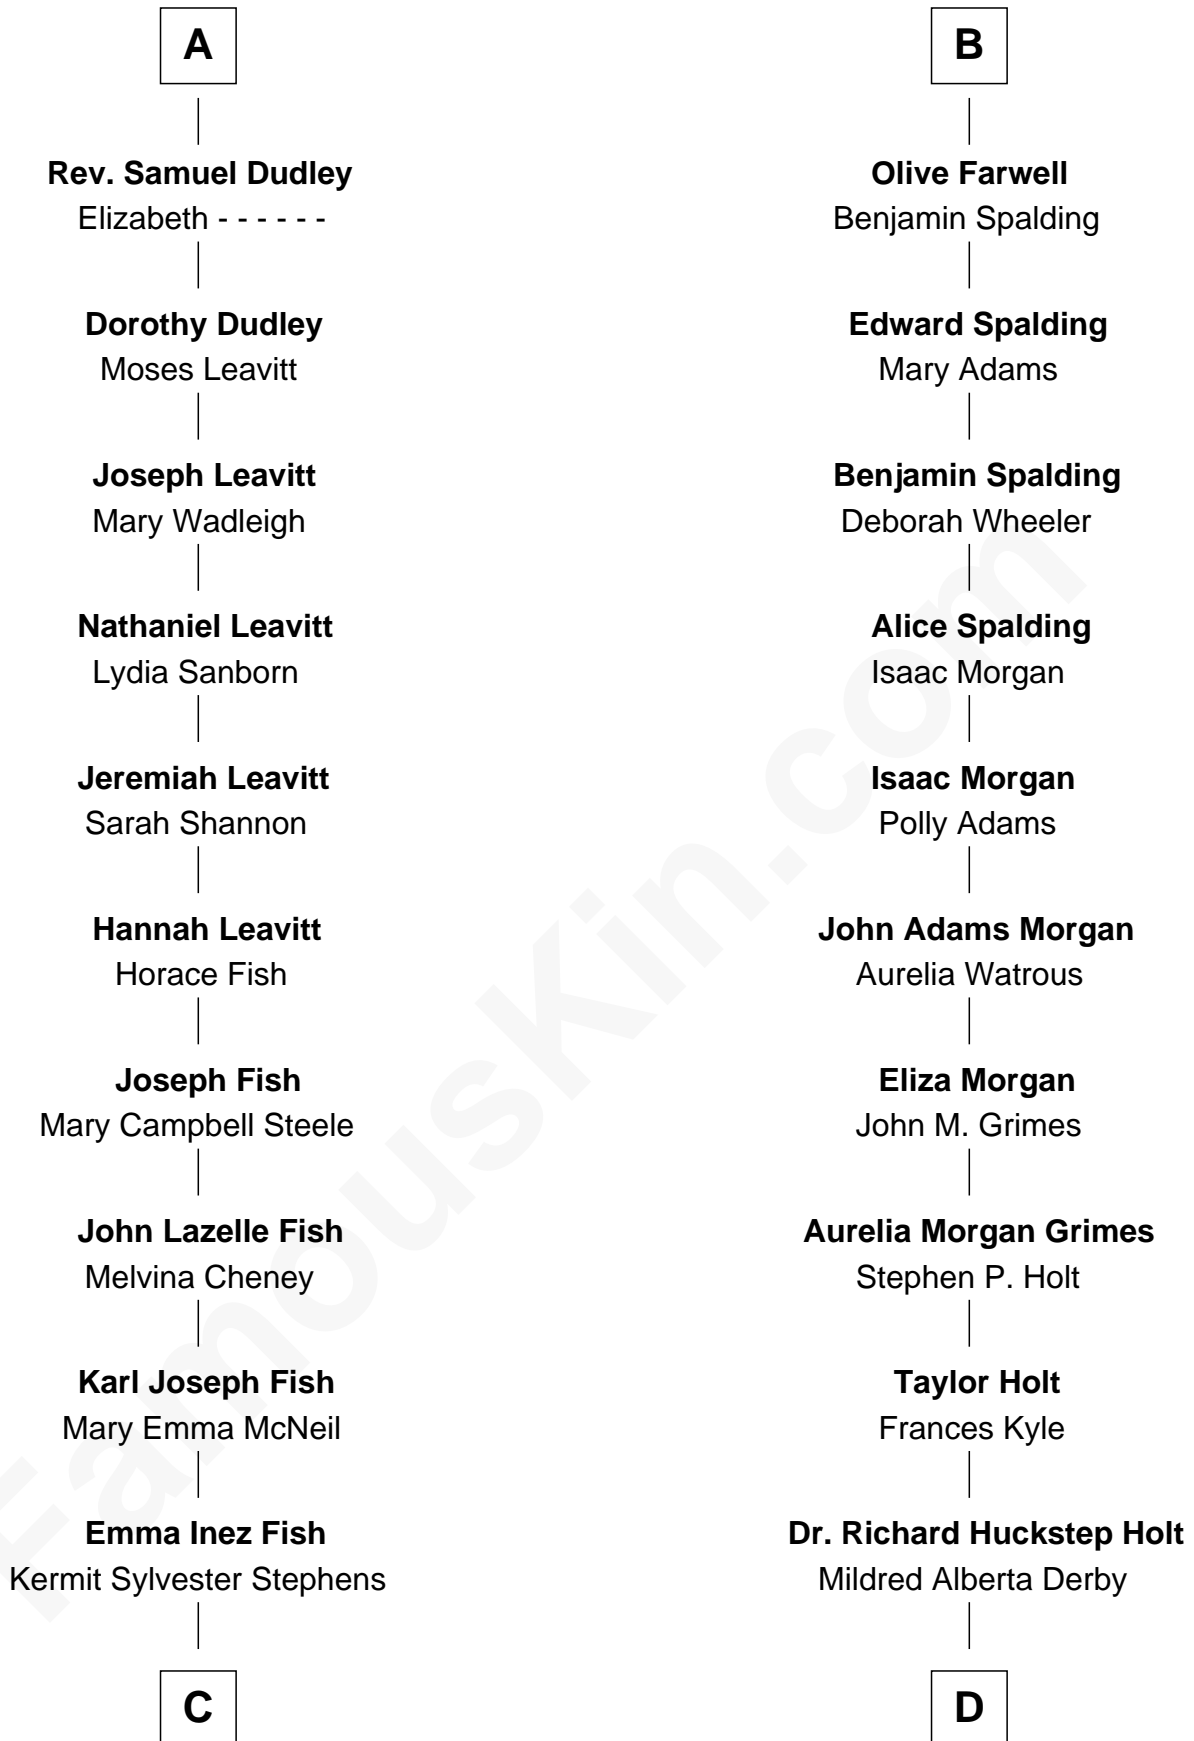 A
Rev. Samuel Dudley
Elizabeth - - - - - -
Dorothy Dudley
Moses Leavitt
Joseph Leavitt
Mary Wadleigh
Nathaniel Leavitt
Lydia Sanborn
Jeremiah Leavitt
Sarah Shannon
Hannah Leavitt
Horace Fish
Joseph Fish
Mary Campbell Steele
John Lazelle Fish
Melvina Cheney
Karl Joseph Fish
Mary Emma McNeil
Emma Inez Fish
Kermit Sylvester Stephens
C
B
Olive Farwell
Benjamin Spalding
Edward Spalding
Mary Adams
Benjamin Spalding
Deborah Wheeler
Alice Spalding
Isaac Morgan
Isaac Morgan
Polly Adams
John Adams Morgan
Aurelia Watrous
Eliza Morgan
John M. Grimes
Aurelia Morgan Grimes
Stephen P. Holt
Taylor Holt
Frances Kyle
Dr. Richard Huckstep Holt
Mildred Alberta Derby
D
FamousKin.com